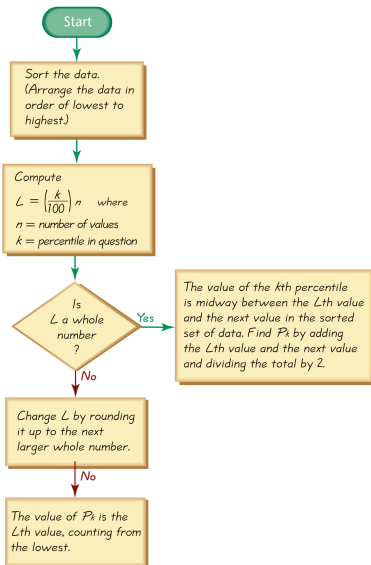 Start
Sort the data.
(Arrange the data in
order of lowest to
highest.)
Compute
L = (k/100) n where
n = number of values
k = percentile in question
Is
L a whole
number
?
Yes
The value of the kth percentile
is midway between the Lth value
and the next value in the sorted
set of data. Find Pk by adding
the Lth value and the next value
and dividing the total by 2.
No
Change L by rounding
it up to the next
larger whole number.
No
The value of Pk is the
Lth value, counting from
the lowest.